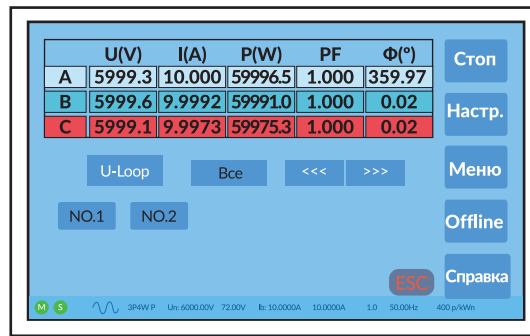 U(V) I(A) P(W) PF Φ(º)
A 5999.3 10.000 59996.5 1.000 359.97
B 5999.6 9.9992 59991.0 1.000 0.02
C 5999.1 9.9973 59975.3 1.000 0.02
Стоп
Настр.
U-Loop Все <<< >>>
Меню
NO.1 NO.2
Offline
ESC
Справка
M S 3P4W P Un: 6000.00V 72.00V Ib: 10.0000A 10.0000A 1.0 50.00Hz 400 p/kWh